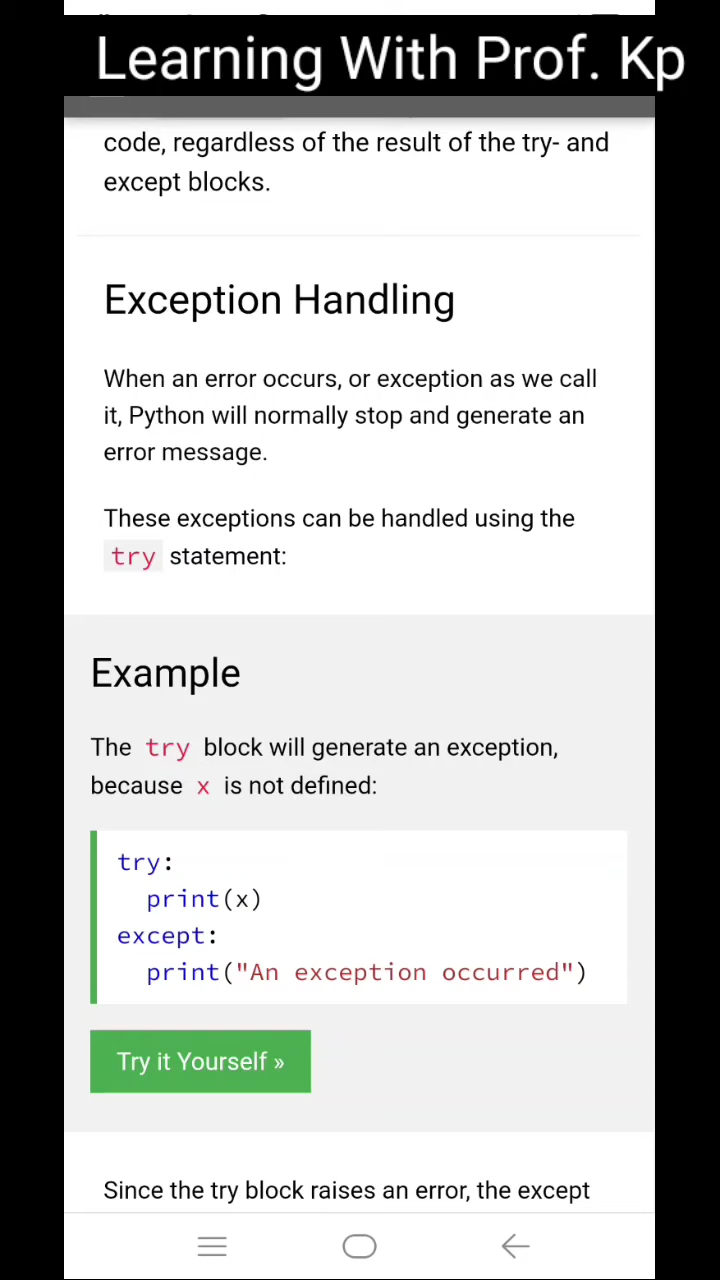 Learning With Prof. Kp
code, regardless of the result of the try- and
except blocks.
Exception Handling
When an error occurs, or exception as we call
it, Python will normally stop and generate an
error message.
These exceptions can be handled using the
try statement:
Example
The try block will generate an exception,
because x is not defined:
try:
  print(x)
except:
  print("An exception occurred")
Try it Yourself »
Since the try block raises an error, the except